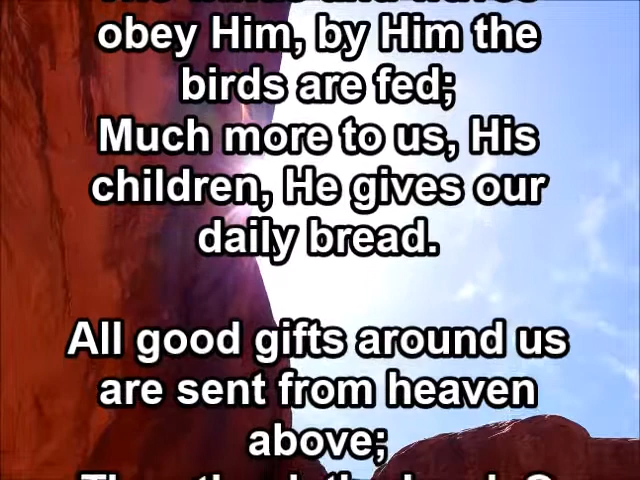 obey Him, by Him the
birds are fed;
Much more to us, His
children, He gives our
daily bread.
All good gifts around us
are sent from heaven
above;